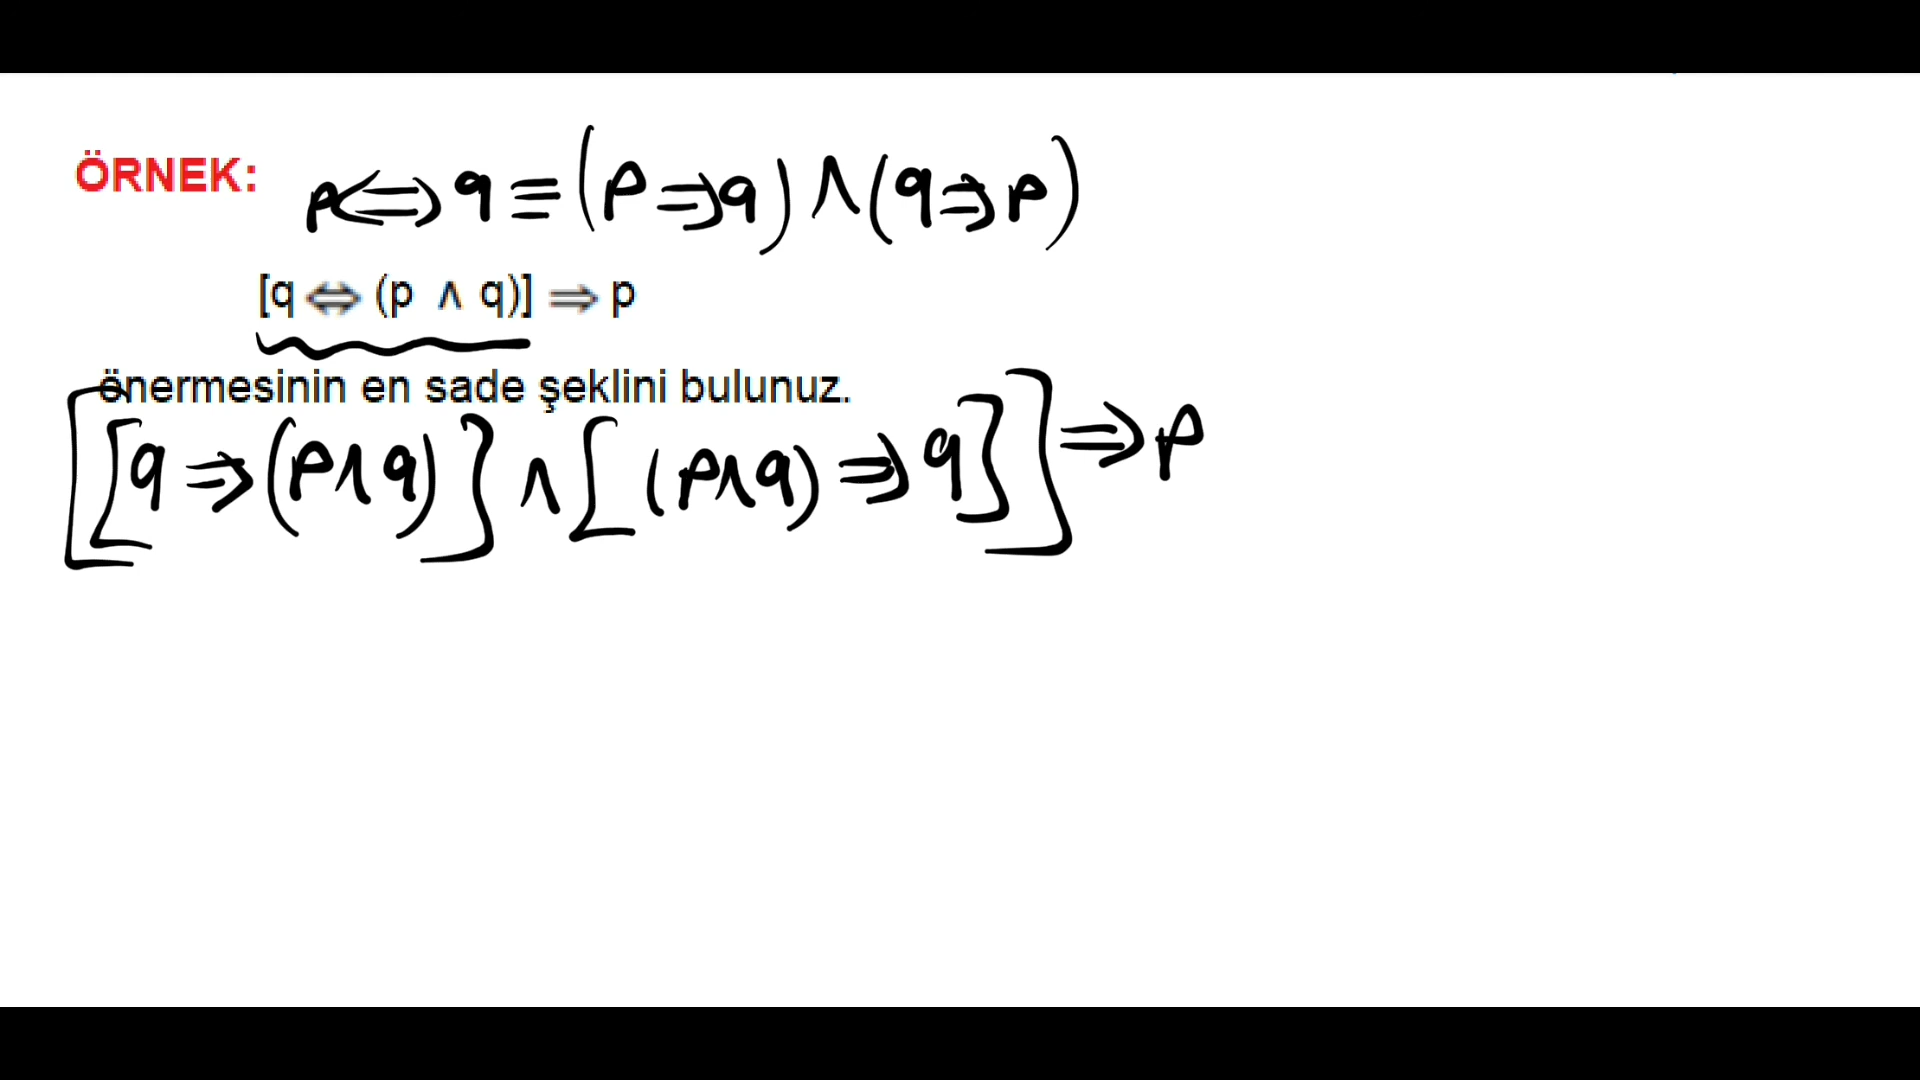 ÖRNEK: p⇔q≡(p⇒q)∧(q⇒p)
[q ⇔ (p ∧ q)] ⇒ p
önermesinin en sade şeklini bulunuz.
[[q⇒(p∧q)]∧[(p∧q)⇒q]]⇒p